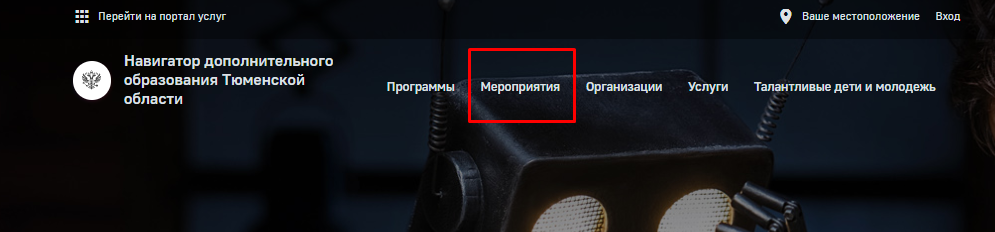 Перейти на портал услуг
Ваше местоположение
Вход
Навигатор дополнительного
образования Тюменской
области
Программы
Мероприятия
Организации
Услуги
Талантливые дети и молодежь